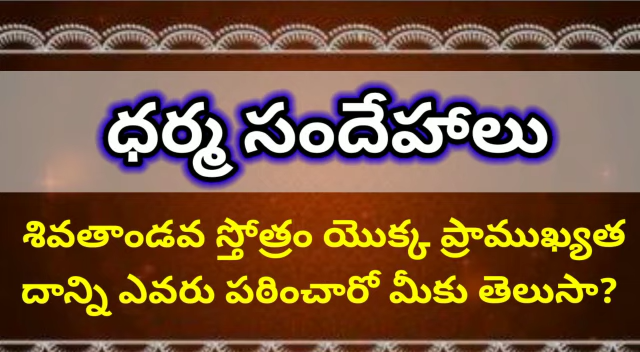 ధర్మ సందేహాలు
శివతాండవ స్తోత్రం యొక్క ప్రాముఖ్యత
దాన్ని ఎవరు పఠించారో మీకు తెలుసా?